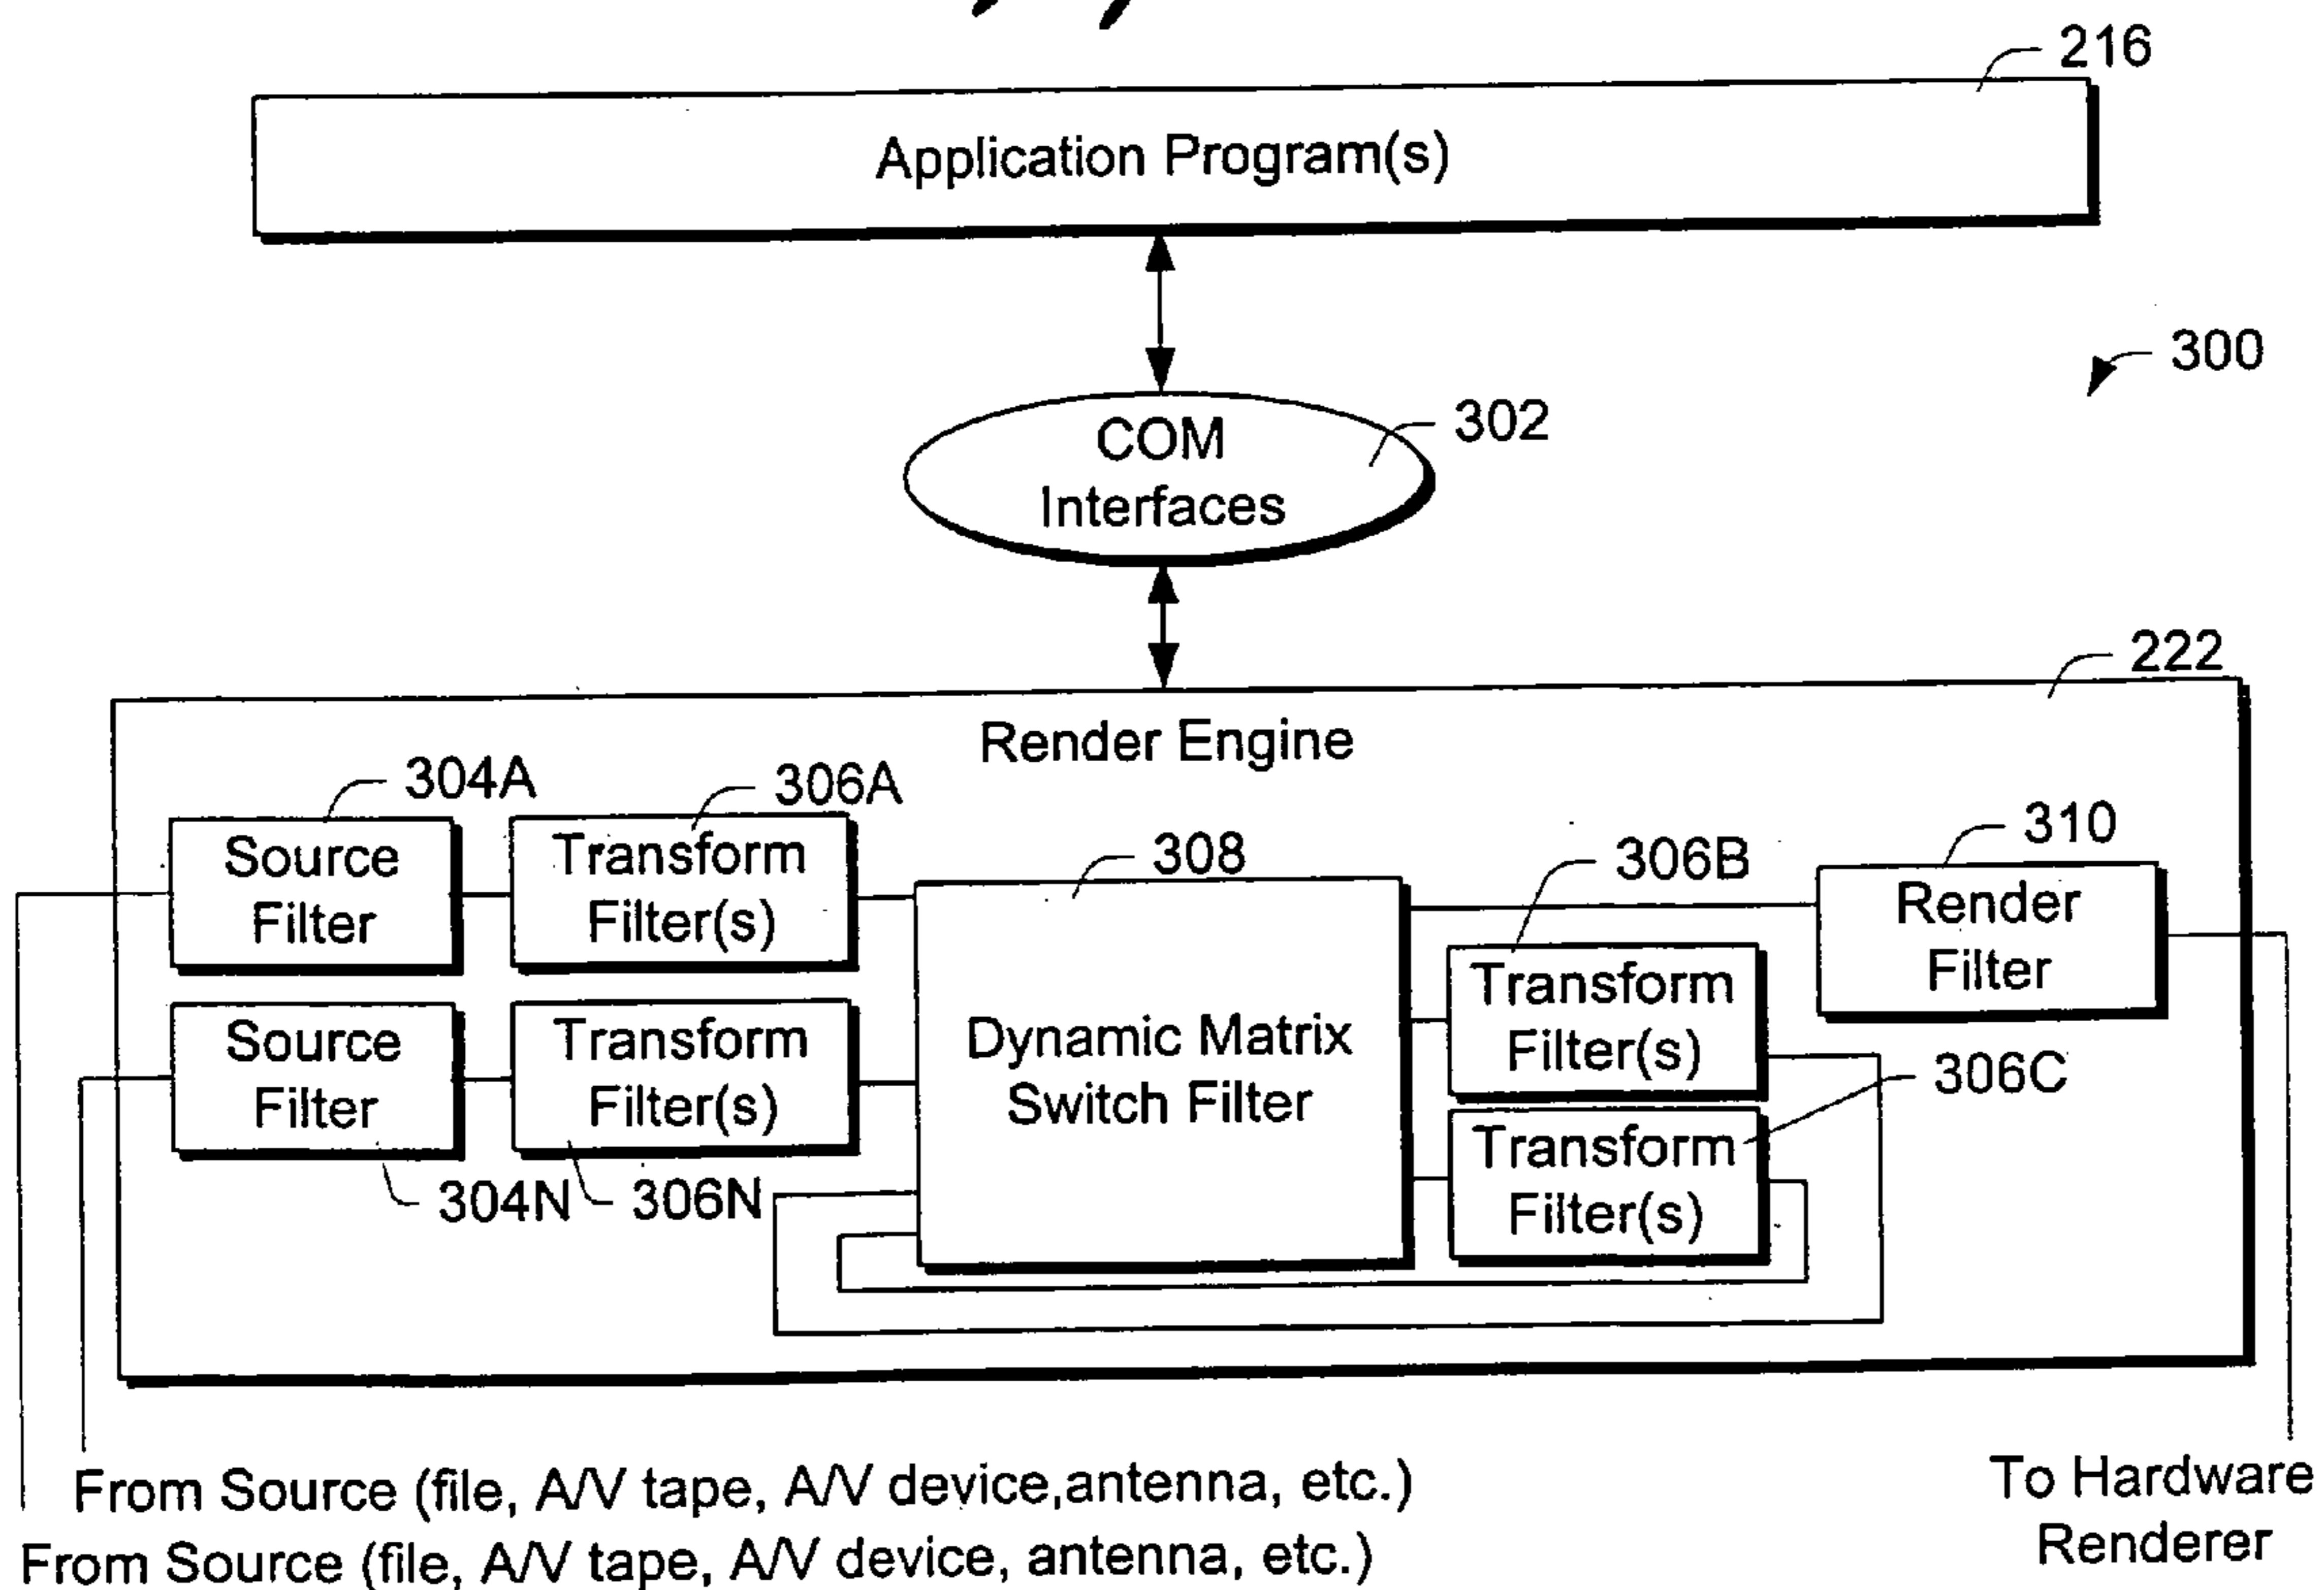 216
Application Program(s)
300
COM
Interfaces
302
222
Render Engine
304A
306A
308
306B
310
Source
Filter
Transform
Filter(s)
Render
Filter
Transform
Filter(s)
Source
Filter
Transform
Filter(s)
Dynamic Matrix
Switch Filter
306C
Transform
Filter(s)
304N
306N
From Source (file, A/V tape, A/V device,antenna, etc.)
From Source (file, A/V tape, A/V device, antenna, etc.)
To Hardware
Renderer